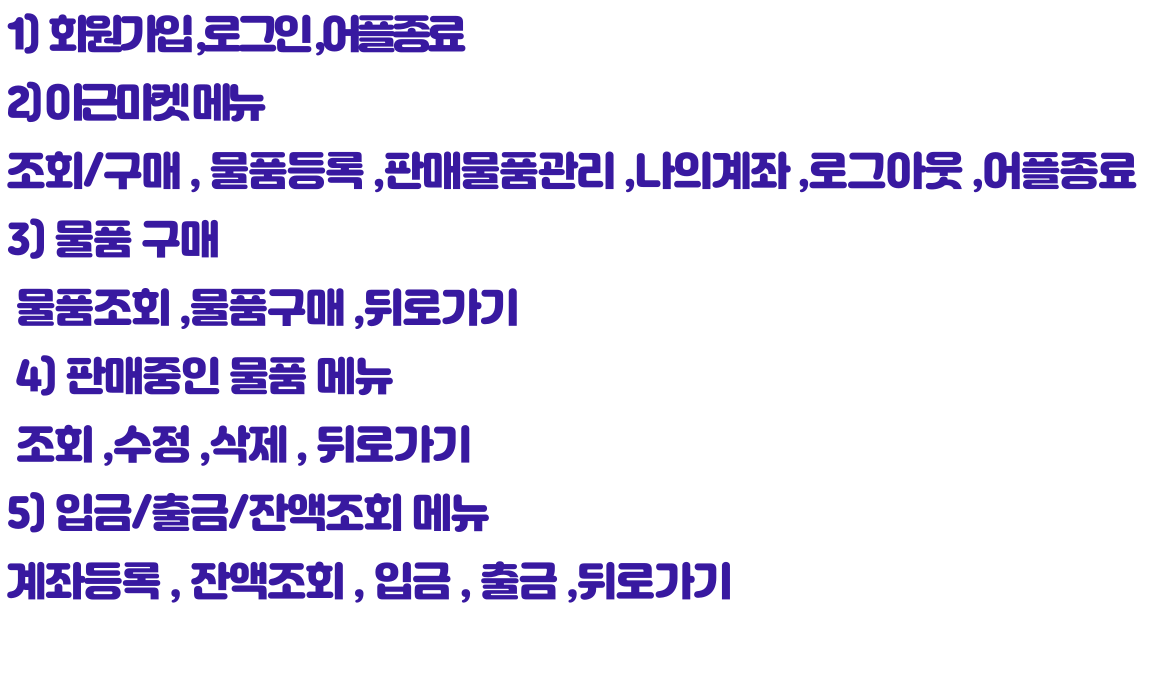 1) 회원가입 ,로그인 ,어플종료
2)이근마켓 메뉴
조회/구매 , 물품등록 ,판매물품관리 ,나의계좌 ,로그아웃 ,어플종료
3) 물품 구매
물품조회 ,물품구매 ,뒤로가기
4) 판매중인 물품 메뉴
조회 ,수정 ,삭제 , 뒤로가기
5) 입금/출금/잔액조회 메뉴
계좌등록 , 잔액조회 , 입금 , 출금 ,뒤로가기